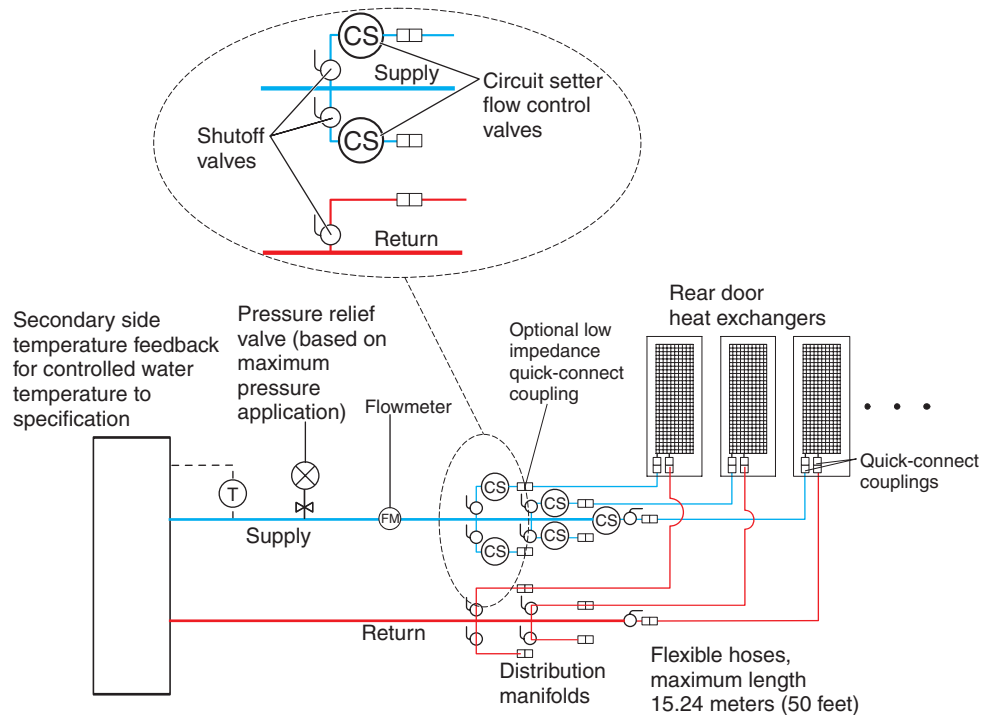 CS
Supply
CS
Shutoff
valves
Circuit setter
flow control
valves
Return
Secondary side
temperature feedback
for controlled water
temperature to
specification
Pressure relief
valve (based on
maximum
pressure
application)
Flowmeter
Optional low
impedance
quick-connect
coupling
Rear door
heat exchangers
Quick-connect
couplings
T
FM
CS
CS
CS
CS
CS
Supply
Return
Distribution
manifolds
Flexible hoses,
maximum length
15.24 meters (50 feet)